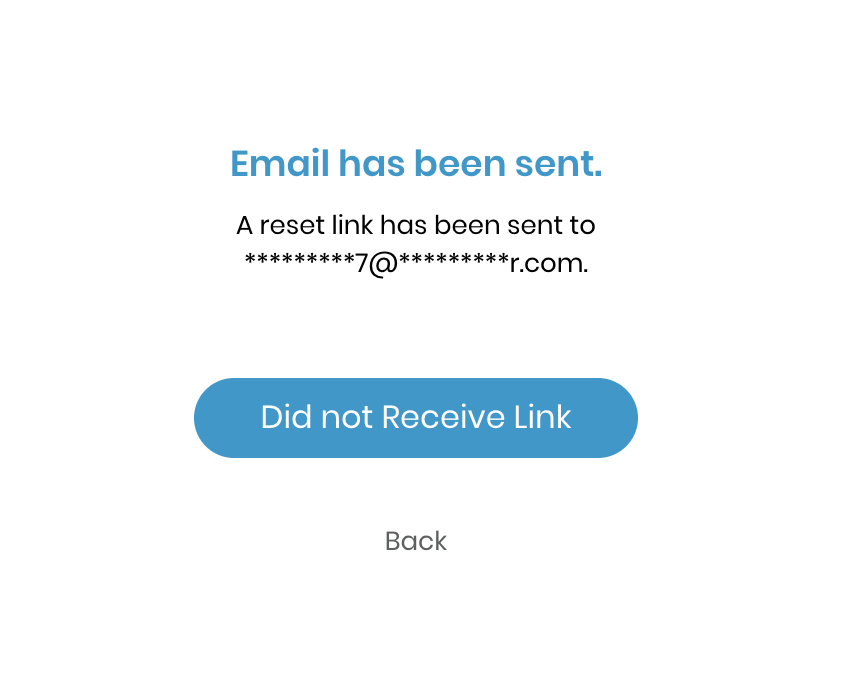 Email has been sent.
A reset link has been sent to
*********7@*********r.com.
Did not Receive Link
Back